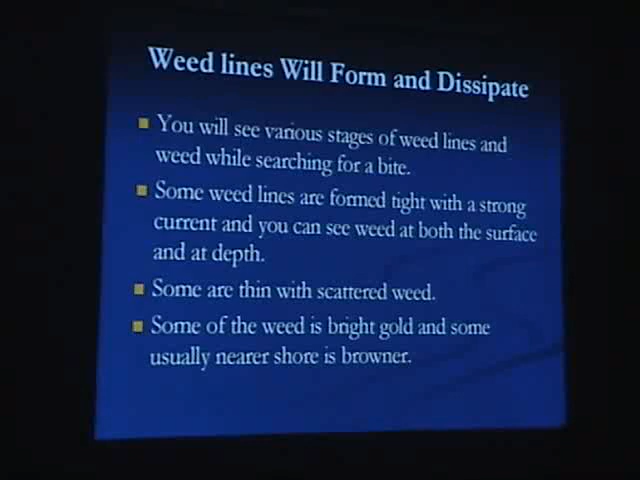 Weed lines Will Form and Dissipate
You will see various stages of weed lines and
weed while searching for a bite.
Some weed lines are formed tight with a strong
current and you can see weed at both the surface
and at depth.
Some are thin with scattered weed.
Some of the weed is bright gold and some
usually nearer shore is browner.